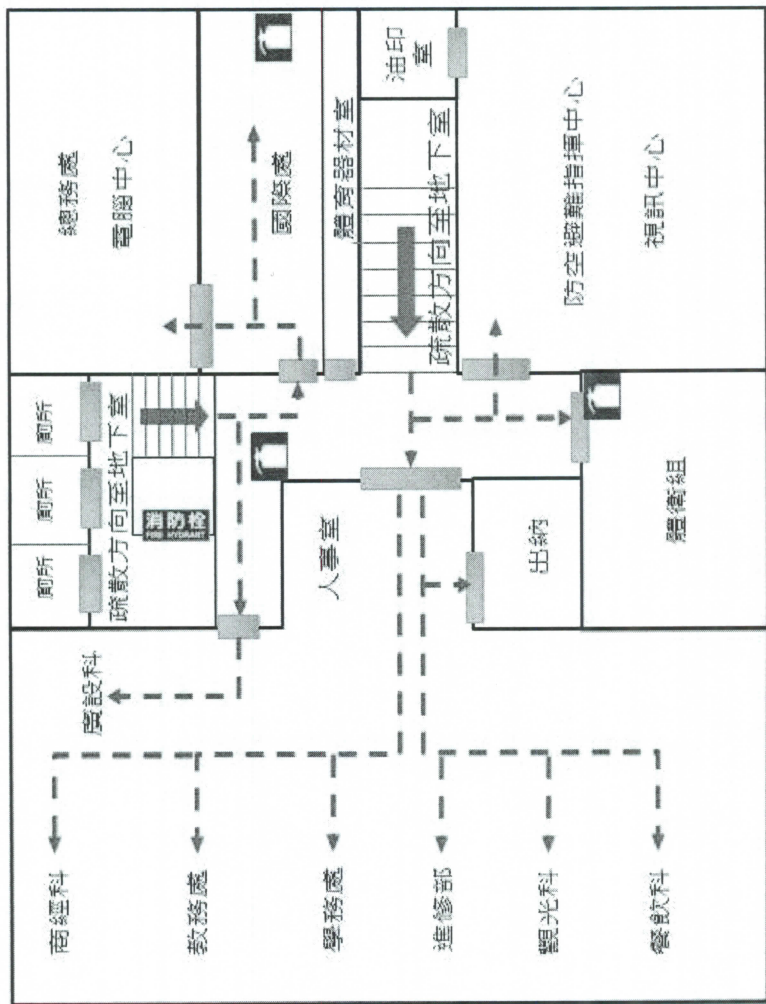 餐飲科
觀光科
進修部
學務處
教務處
商經科
廣設科
體衛組
出納
人事室
消防栓
FIRE HYDRANT
疏散方向至地下室
廁所
廁所
廁所
防空避難指揮中心
視訊中心
疏散方向至地下室
油印室
體育器材室
國際處
總務處
電腦中心